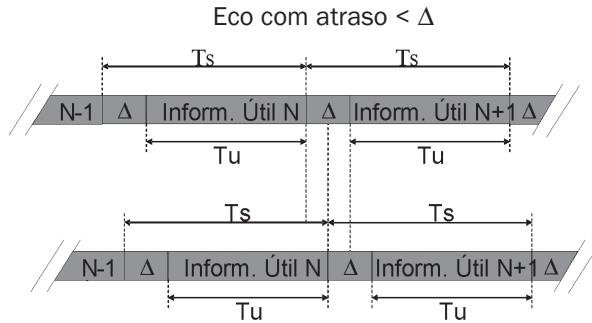 Eco com atraso < Δ
Ts Ts
N-1 Δ Inform. Útil N Δ Inform. Útil N+1 Δ
Tu Tu
Ts Ts
N-1 Δ Inform. Útil N Δ Inform. Útil N+1 Δ
Tu Tu